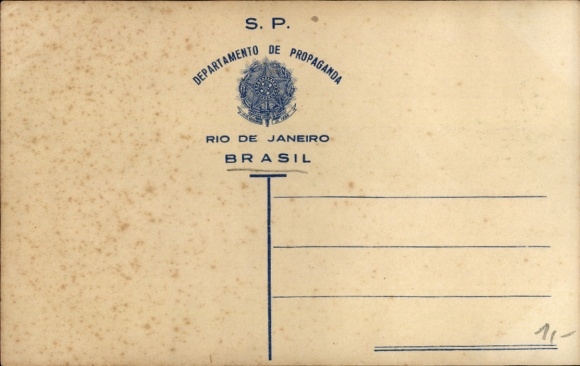 S. P.
DEPARTAMENTO DE PROPAGANDA
RIO DE JANEIRO
BRASIL
1,-